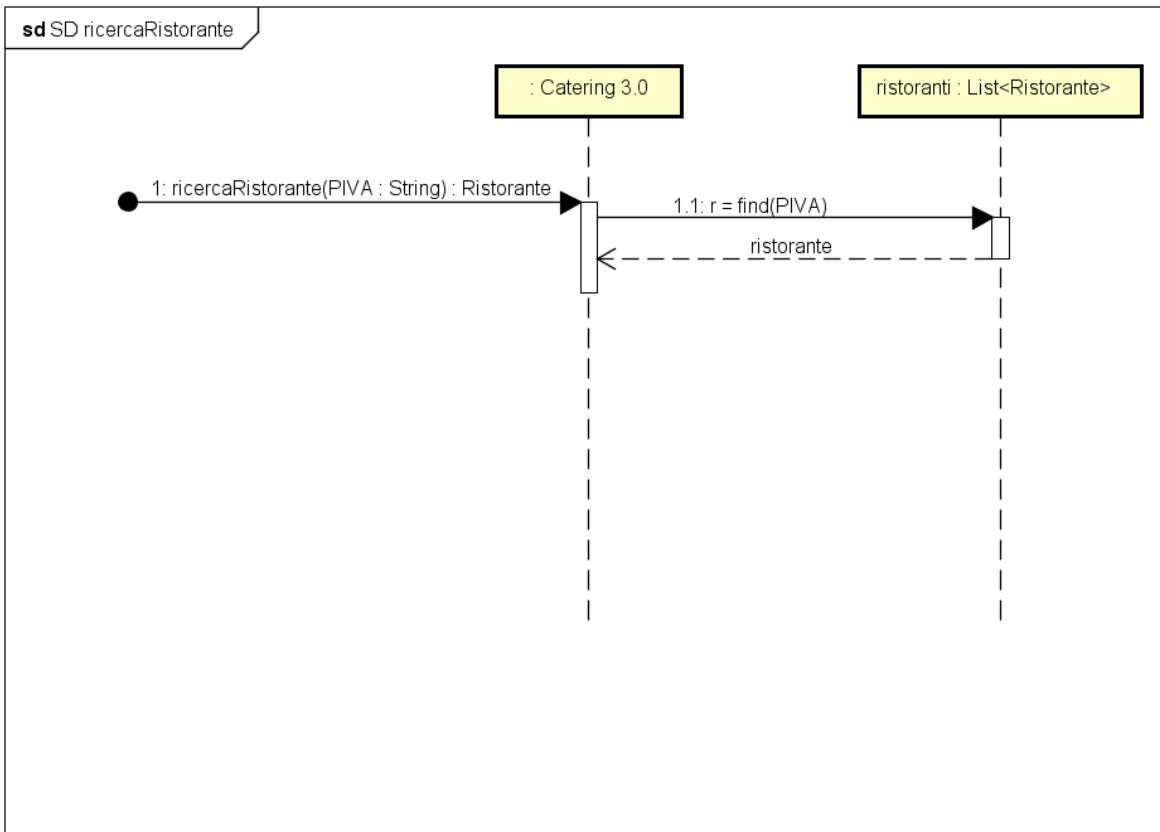 sd SD ricercaRistorante
: Catering 3.0
ristoranti : List<Ristorante>
1: ricercaRistorante(PIVA : String) : Ristorante
1.1: r = find(PIVA)
ristorante